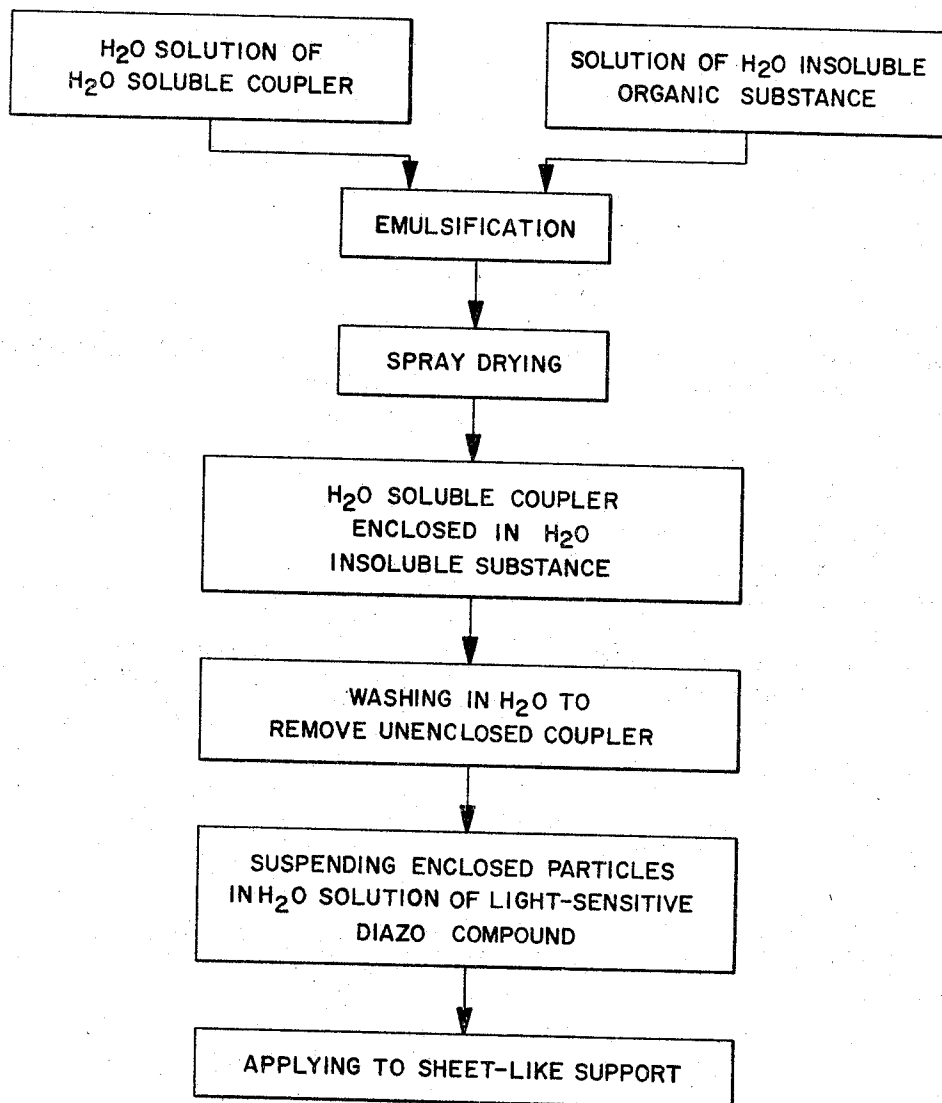 H2O SOLUTION OF
H2O SOLUBLE COUPLER
SOLUTION OF H2O INSOLUBLE
ORGANIC SUBSTANCE
EMULSIFICATION
SPRAY DRYING
H2O SOLUBLE COUPLER
ENCLOSED IN H2O
INSOLUBLE SUBSTANCE
WASHING IN H2O TO
REMOVE UNENCLOSED COUPLER
SUSPENDING ENCLOSED PARTICLES
IN H2O SOLUTION OF LIGHT-SENSITIVE
DIAZO COMPOUND
APPLYING TO SHEET-LIKE SUPPORT